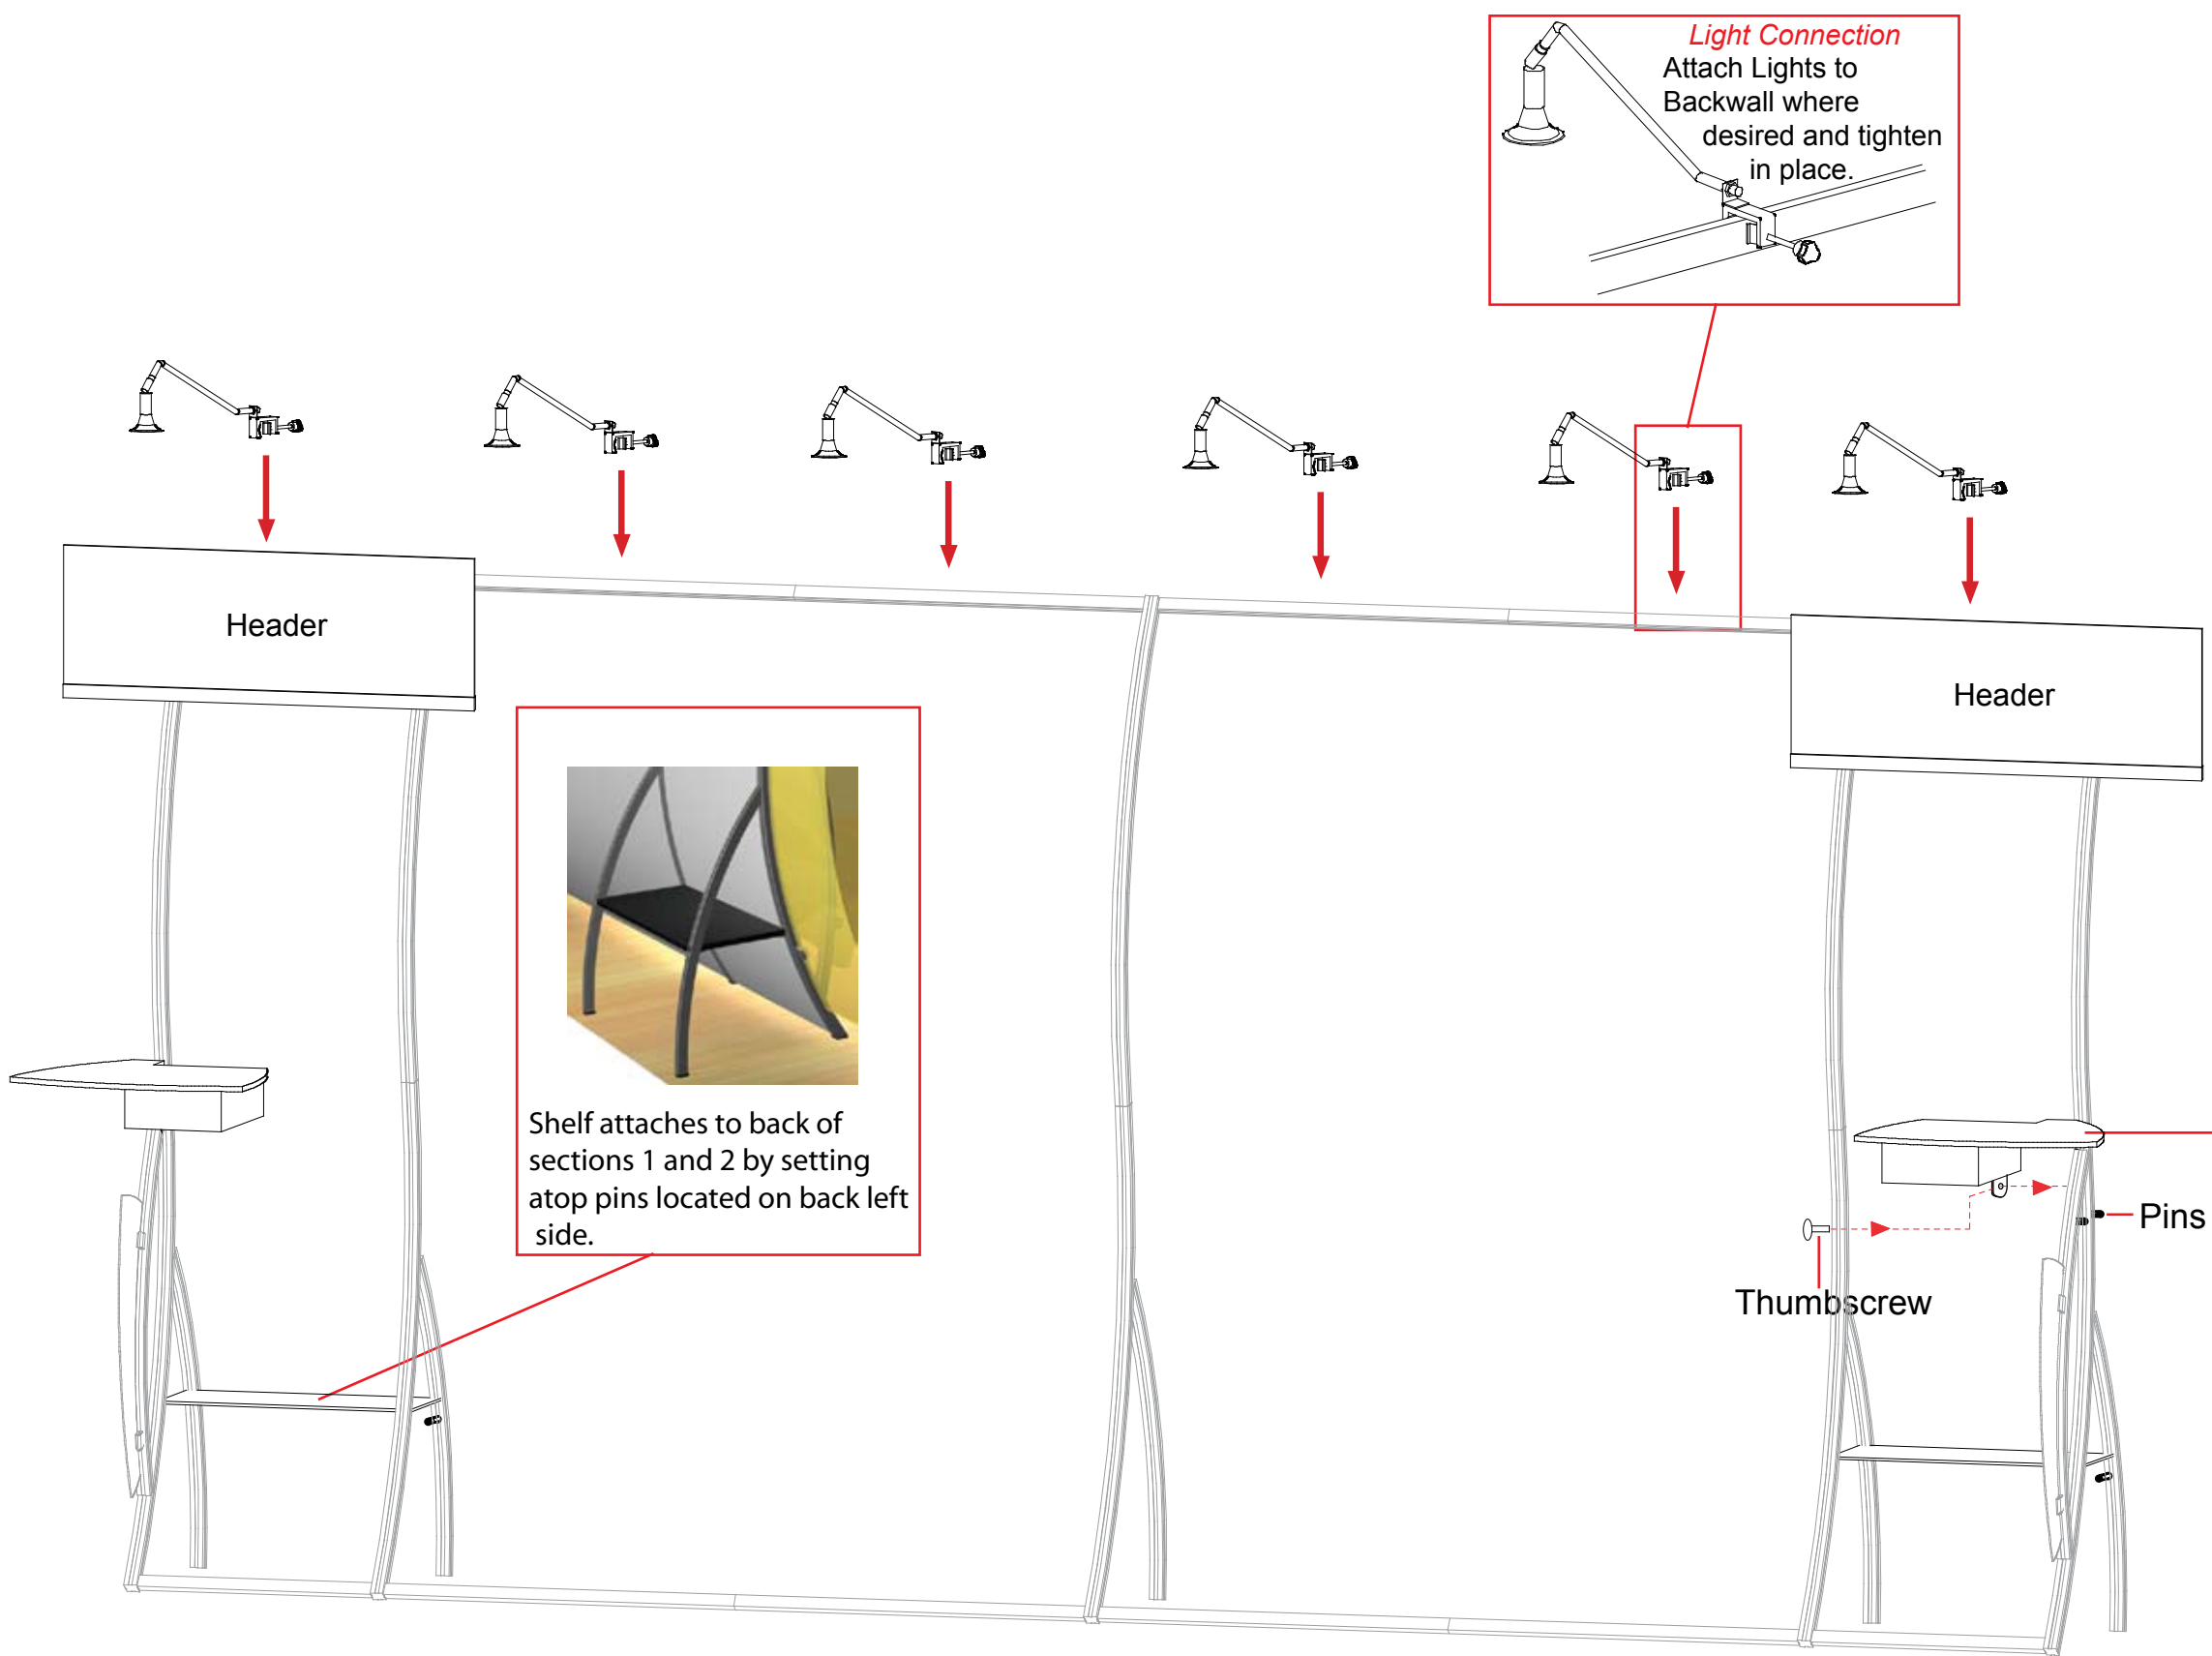 Light Connection
Attach Lights to
Backwall where
desired and tighten
in place.
Header
Header
Shelf attaches to back of
sections 1 and 2 by setting
atop pins located on back left
side.
Pins
Thumbscrew